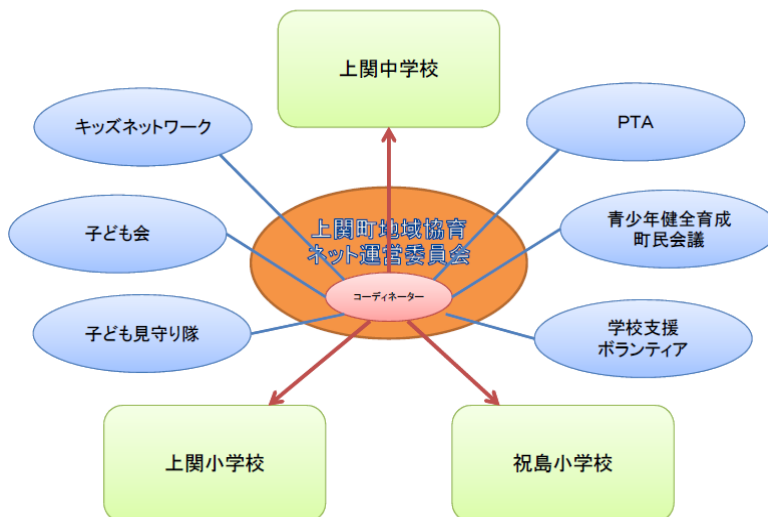 上関中学校
キッズネットワーク
PTA
上関町地域協育
ネット運営委員会
子ども会
青少年健全育成
町民会議
コーディネーター
子ども見守り隊
学校支援
ボランティア
上関小学校
祝島小学校